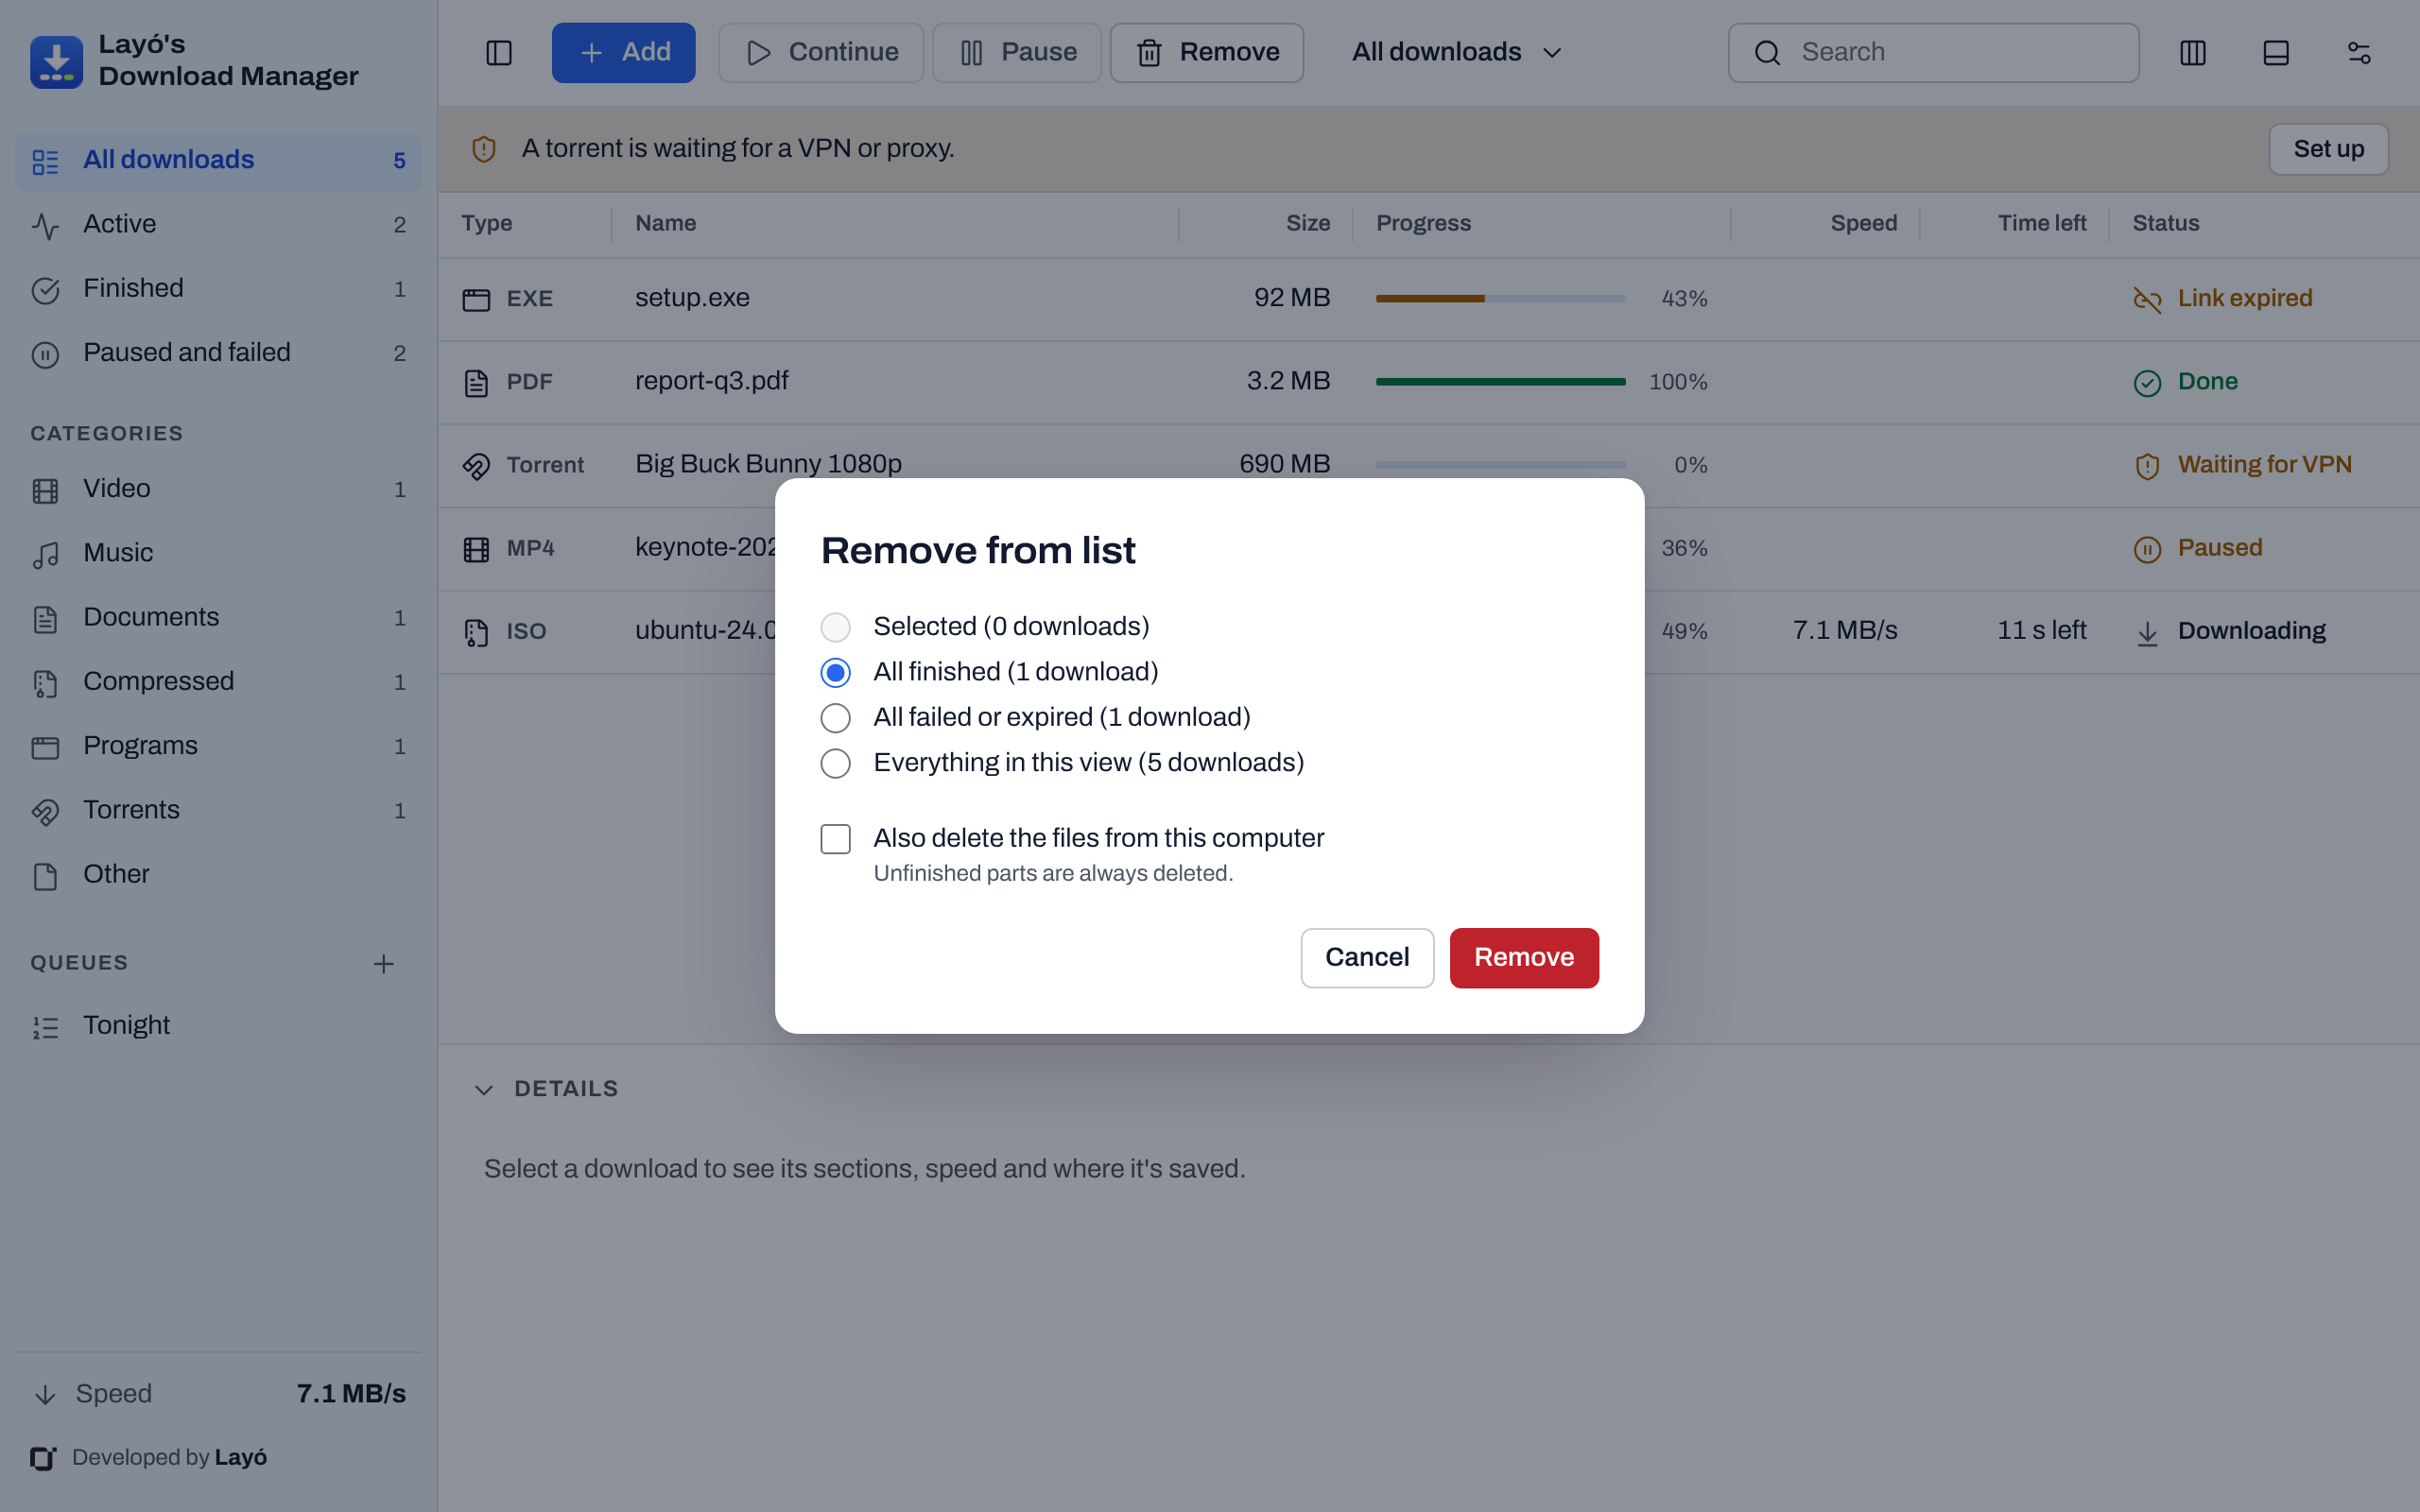 Layó's
Download Manager
Add
Continue
Pause
Remove
All downloads
Search
All downloads 5
Active 2
Finished 1
Paused and failed 2
CATEGORIES
Video 1
Music
Documents 1
Compressed 1
Programs 1
Torrents 1
Other
QUEUES
Tonight
Speed 7.1 MB/s
Developed by Layó
A torrent is waiting for a VPN or proxy.
Set up
Type Name Size Progress Speed Time left Status
EXE setup.exe 92 MB 43% Link expired
PDF report-q3.pdf 3.2 MB 100% Done
Torrent Big Buck Bunny 1080p 690 MB 0% Waiting for VPN
MP4 36% Paused
ISO 49% 7.1 MB/s 11 s left Downloading
Remove from list
Selected (0 downloads)
All finished (1 download)
All failed or expired (1 download)
Everything in this view (5 downloads)
Also delete the files from this computer
Unfinished parts are always deleted.
Cancel
Remove
DETAILS
Select a download to see its sections, speed and where it's saved.